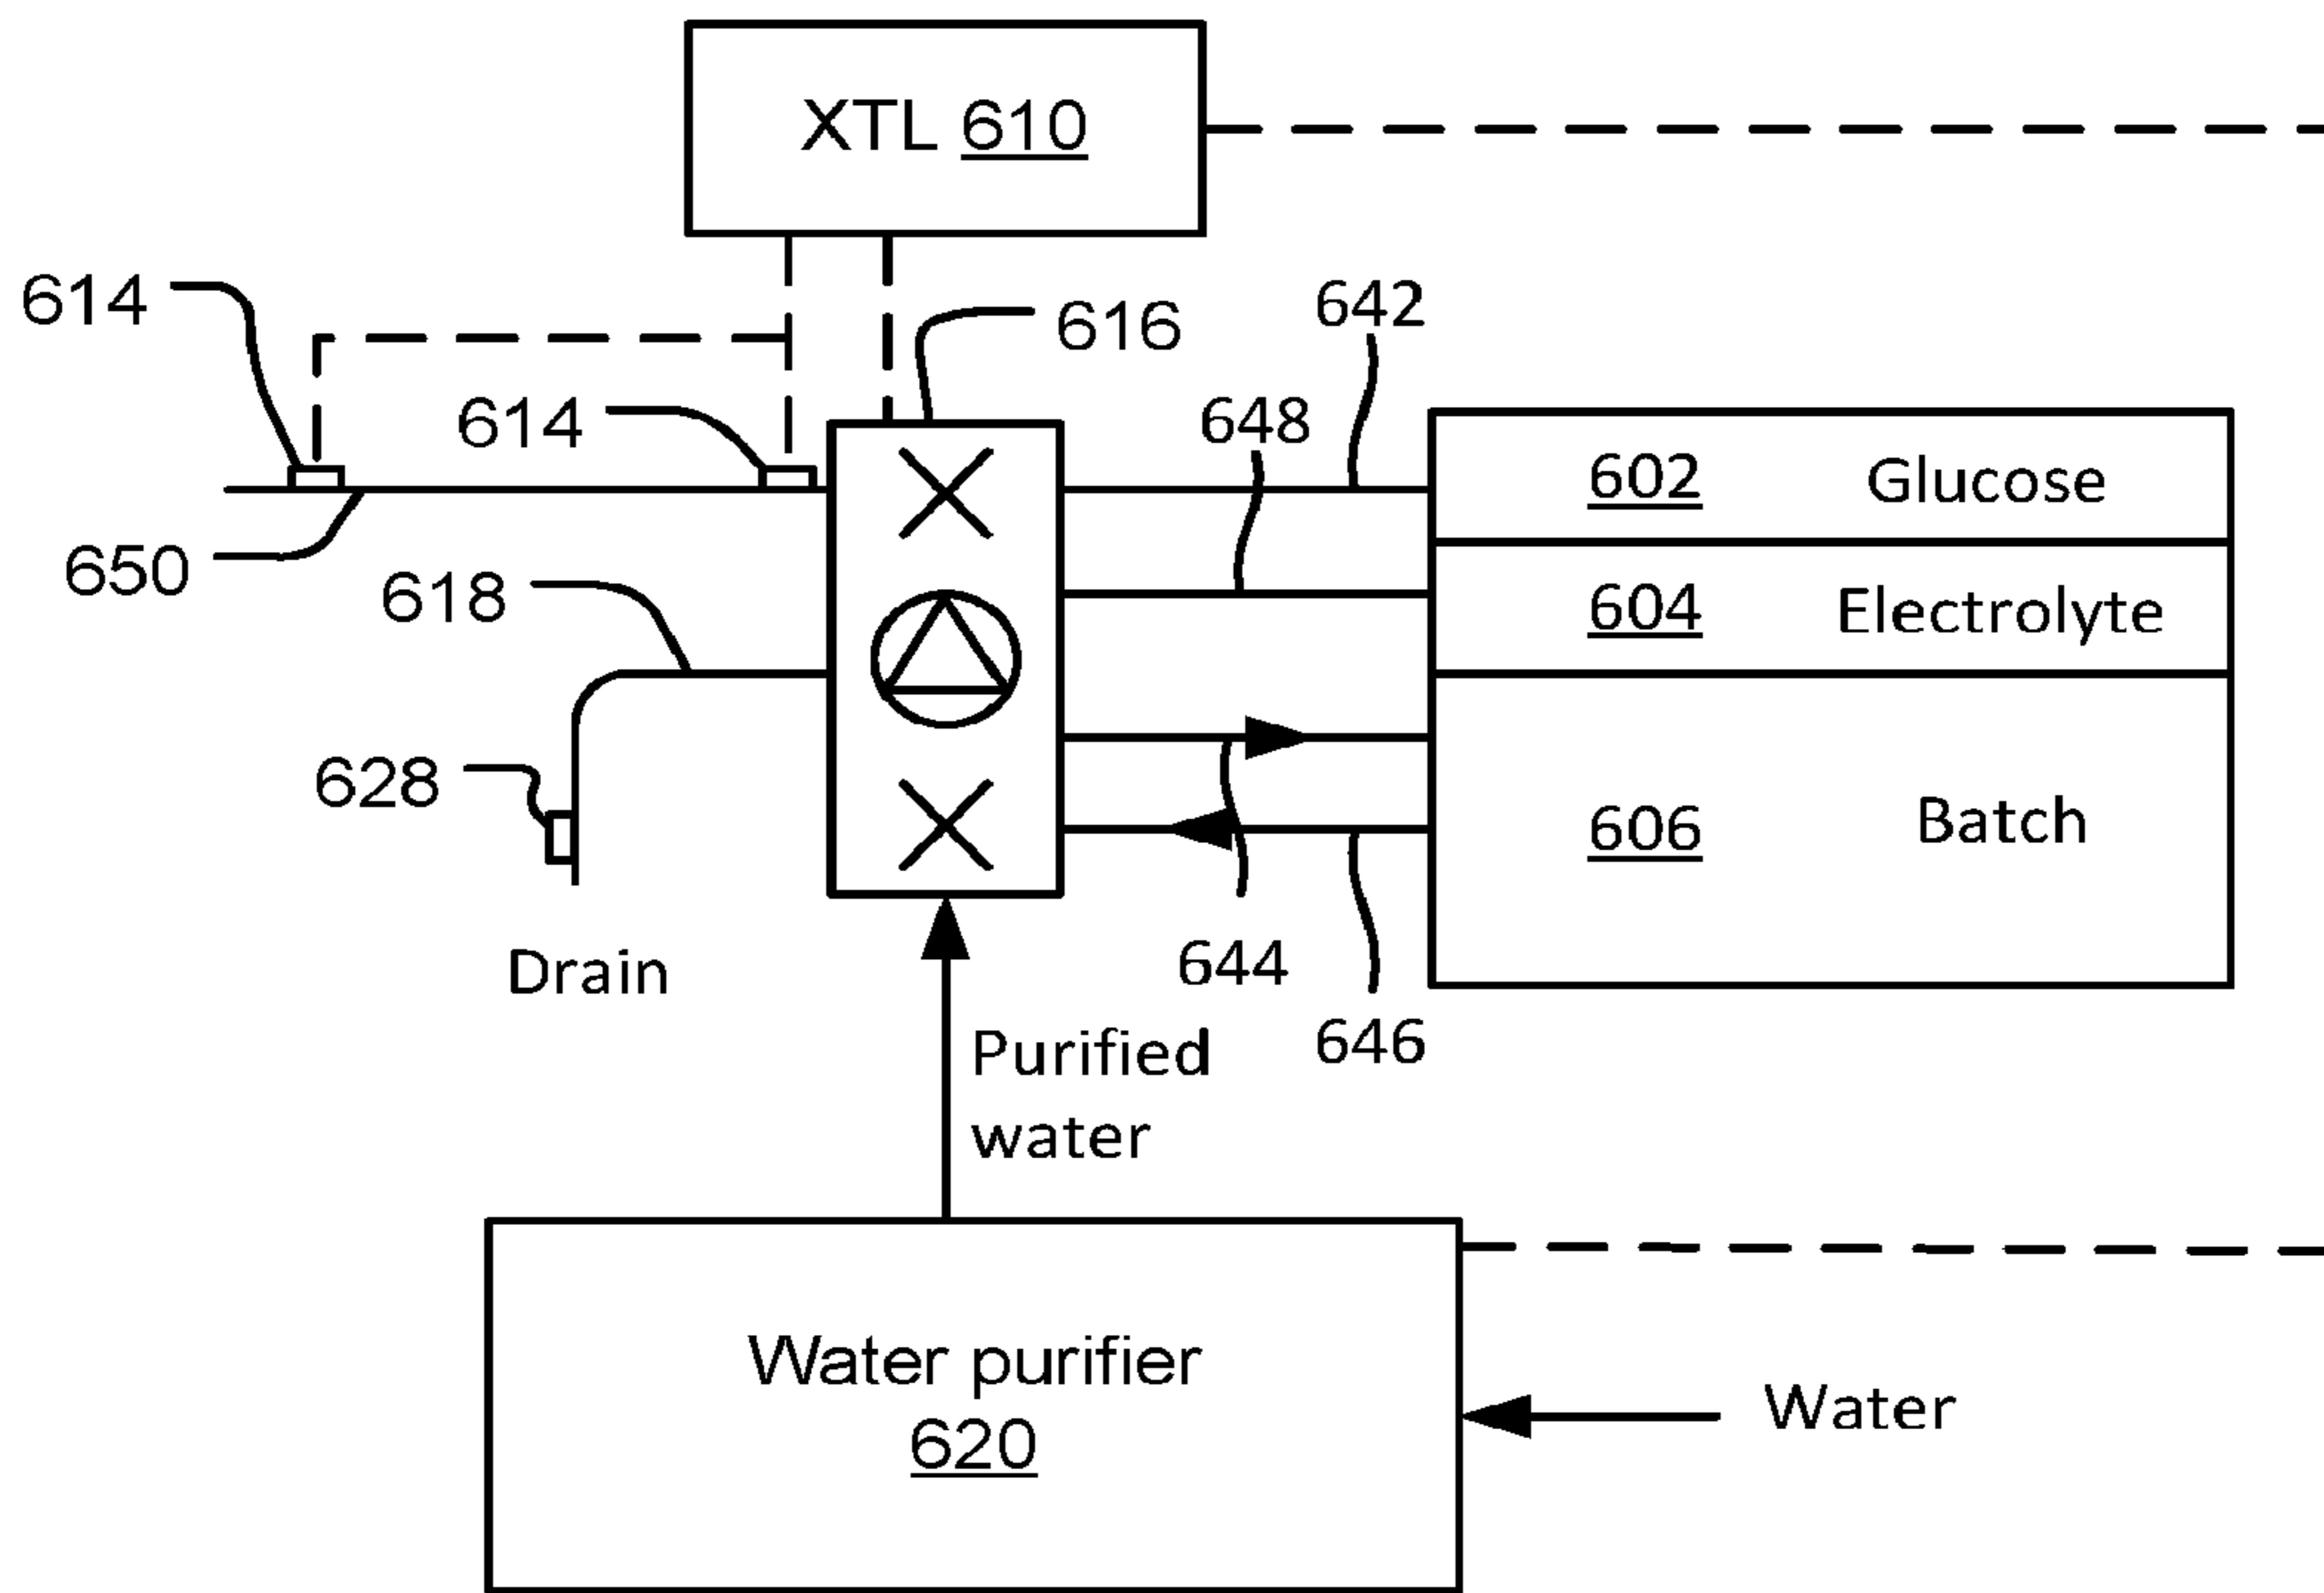 XTL 610
614
616
642
614
648
602 Glucose
650
618
604 Electrolyte
628
606 Batch
Drain
644
646
Purified
water
Water purifier
620
Water